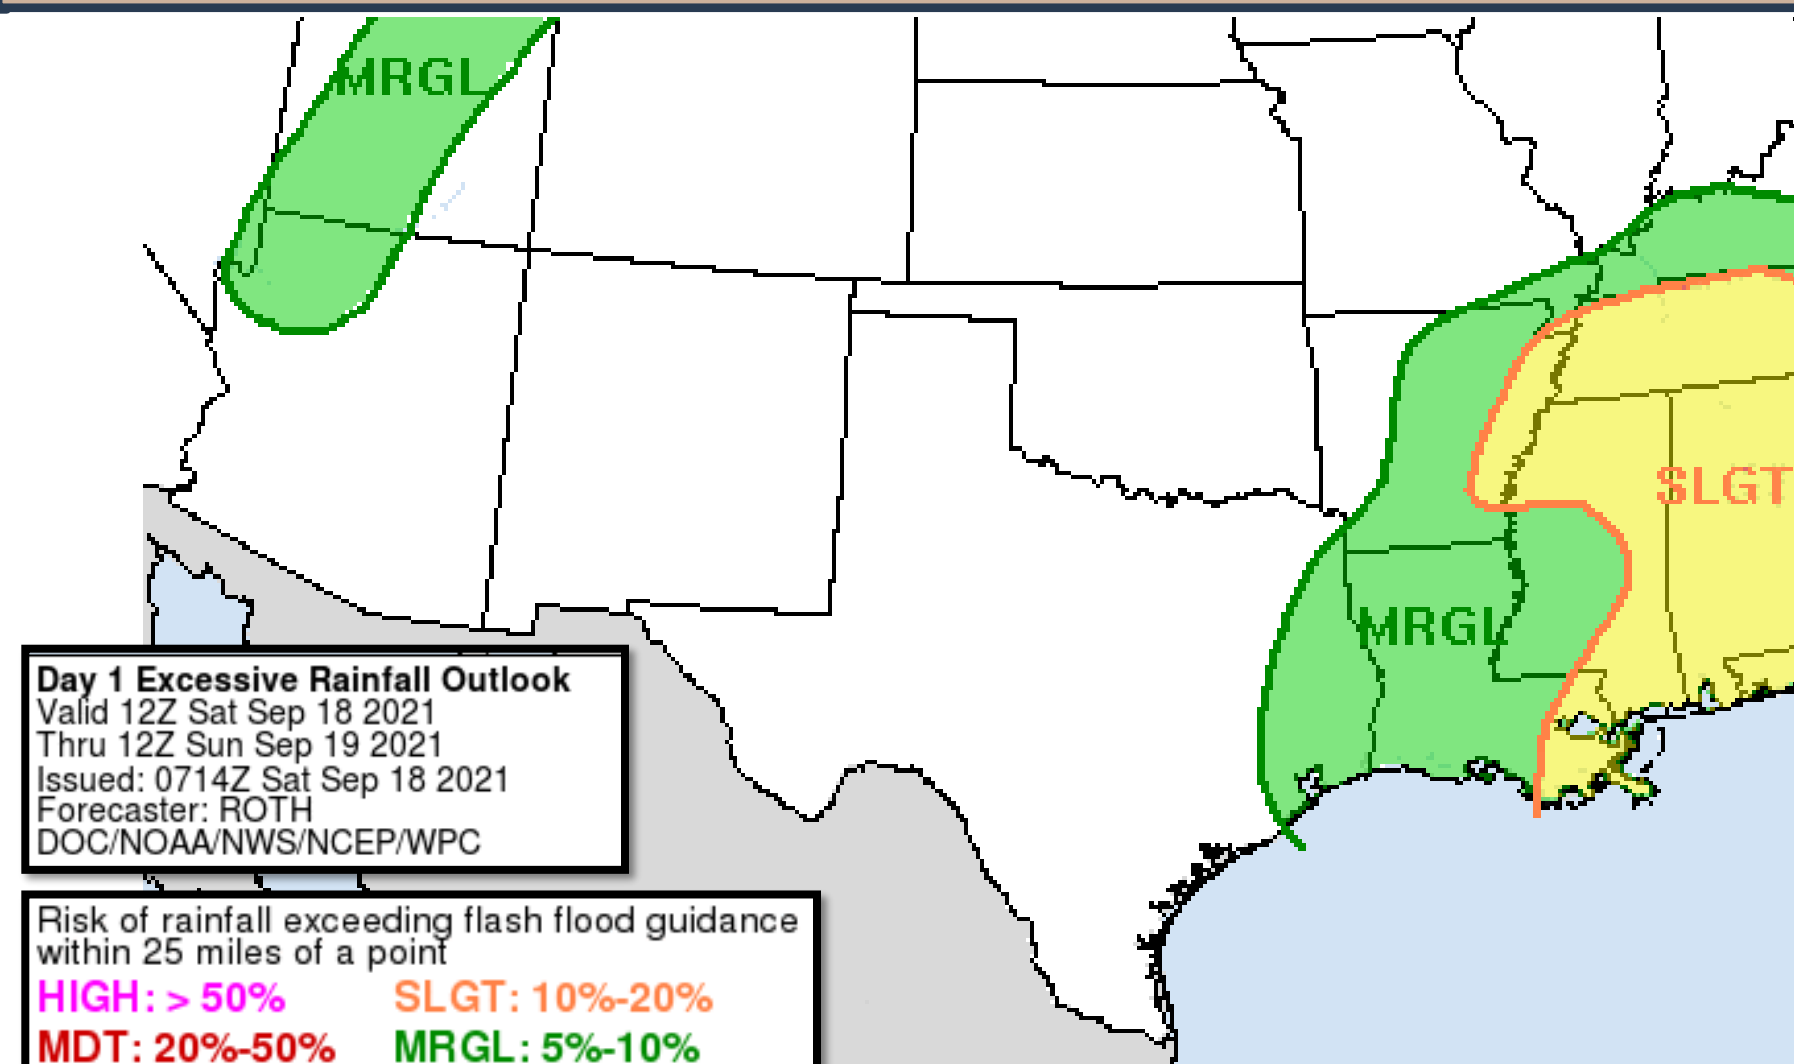 MRGL
SLGT
MRGL
Day 1 Excessive Rainfall Outlook
Valid 12Z Sat Sep 18 2021
Thru 12Z Sun Sep 19 2021
Issued: 0714Z Sat Sep 18 2021
Forecaster: ROTH
DOC/NOAA/NWS/NCEP/WPC
Risk of rainfall exceeding flash flood guidance
within 25 miles of a point
HIGH: > 50% SLGT: 10%-20%
MDT: 20%-50% MRGL: 5%-10%